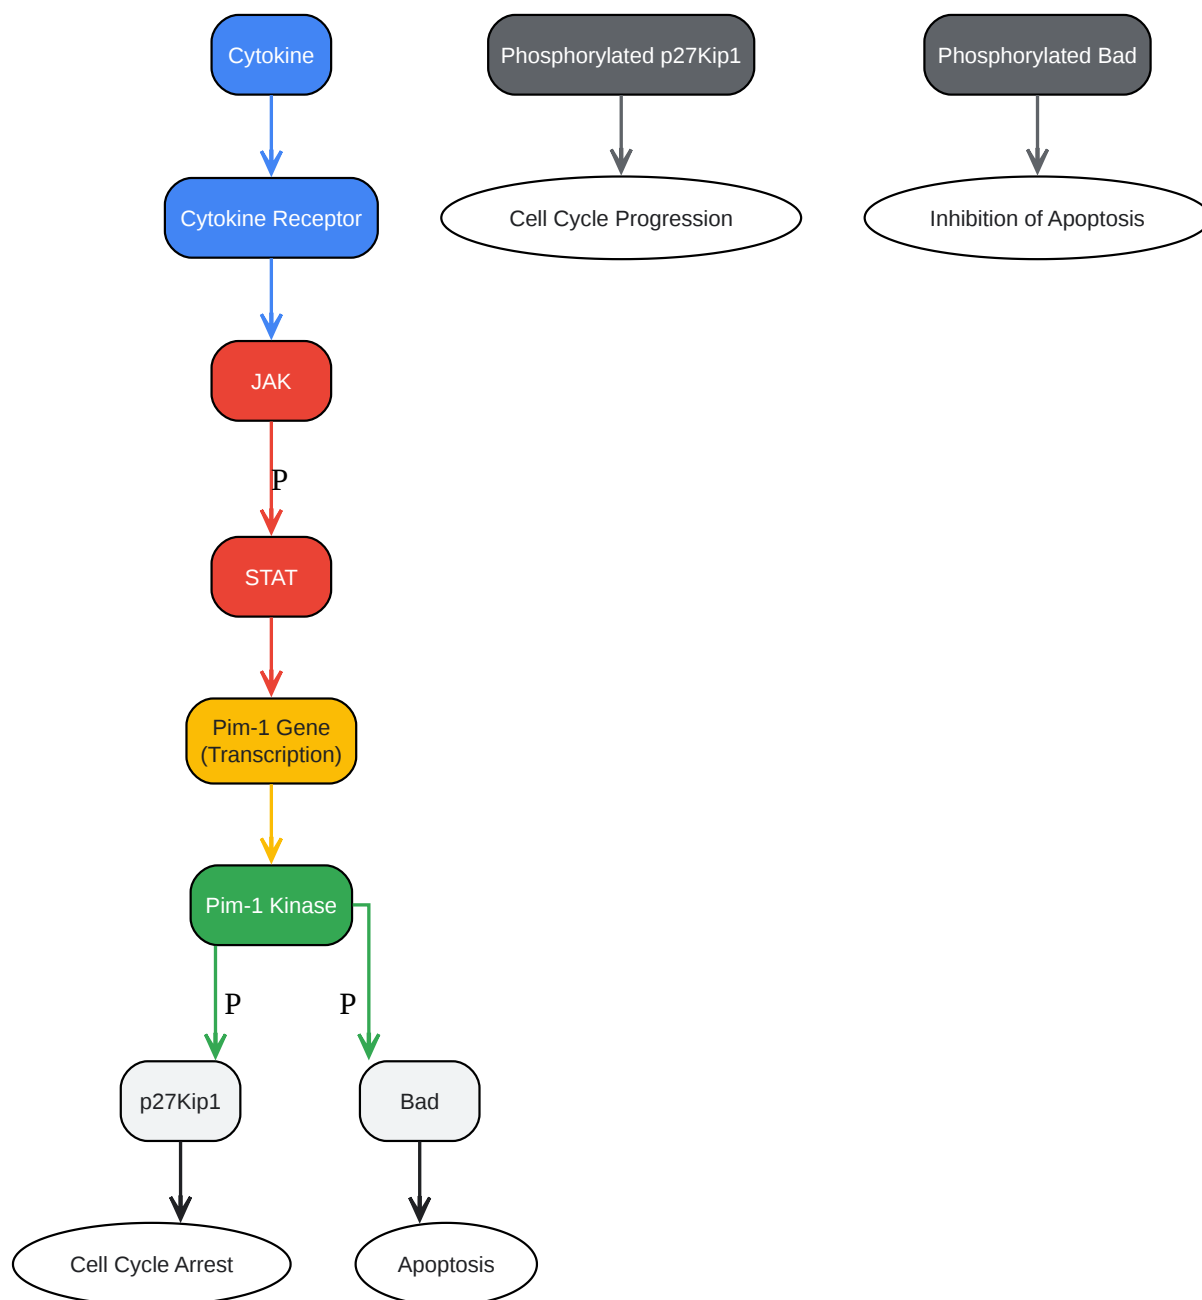 Cytokine
Phosphorylated p27Kip1
Phosphorylated Bad
Cytokine Receptor
Cell Cycle Progression
Inhibition of Apoptosis
JAK
P
STAT
Pim-1 Gene
(Transcription)
Pim-1 Kinase
P
P
p27Kip1
Bad
Cell Cycle Arrest
Apoptosis